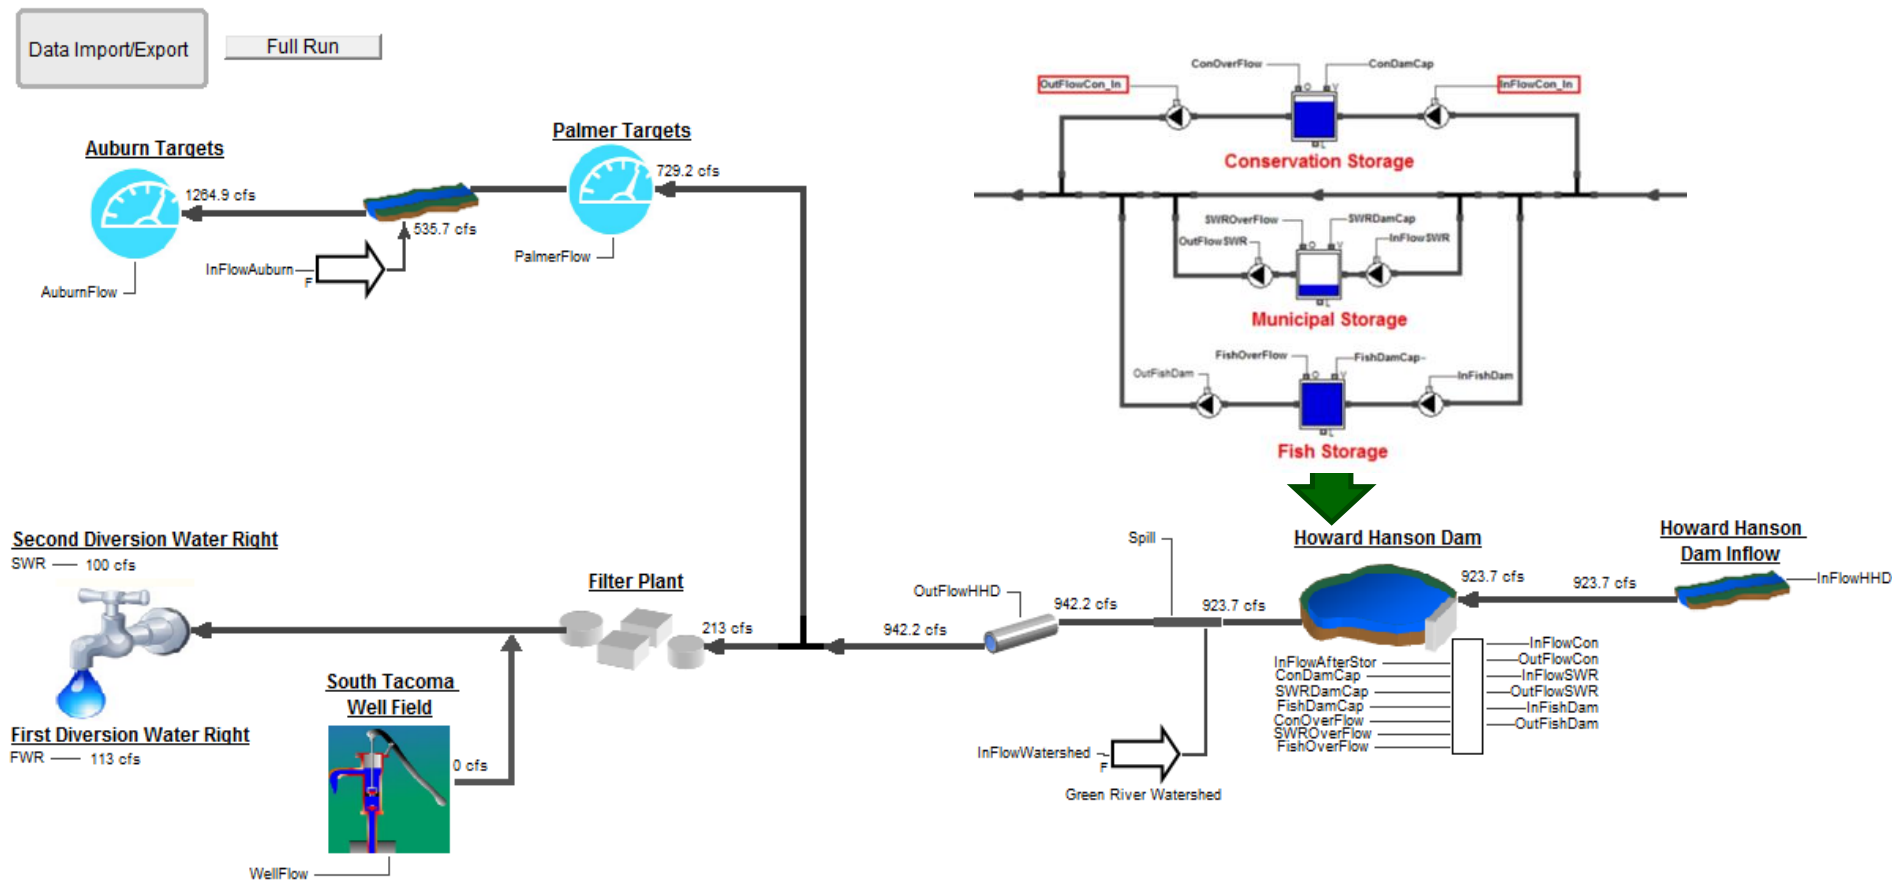 Data Import/Export
Full Run
ConOverFlow
ConDamCap
OutFlowCon_In
InFlowCon_In
O
V
L
Conservation Storage
Palmer Targets
Auburn Targets
729.2 cfs
1264.9 cfs
535.7 cfs
InFlowAuburn
F
PalmerFlow
AuburnFlow
SWROverFlow
SWRDamCap
OutFlowSWR
InFlowSWR
O
V
L
Municipal Storage
FishOverFlow
FishDamCap
OutFishDam
InFishDam
O
V
L
Fish Storage
Second Diversion Water Right
SWR
100 cfs
Filter Plant
213 cfs
942.2 cfs
OutFlowHHD
942.2 cfs
Spill
923.7 cfs
Howard Hanson Dam
923.7 cfs
923.7 cfs
Howard Hanson
Dam Inflow
InFlowHHD
InFlowAfterStor
ConDamCap
SWRDamCap
FishDamCap
ConOverFlow
SWROverFlow
FishOverFlow
InFlowCon
OutFlowCon
InFlowSWR
OutFlowSWR
InFishDam
OutFishDam
South Tacoma
Well Field
First Diversion Water Right
FWR
113 cfs
0 cfs
InFlowWatershed
F
Green River Watershed
WellFlow